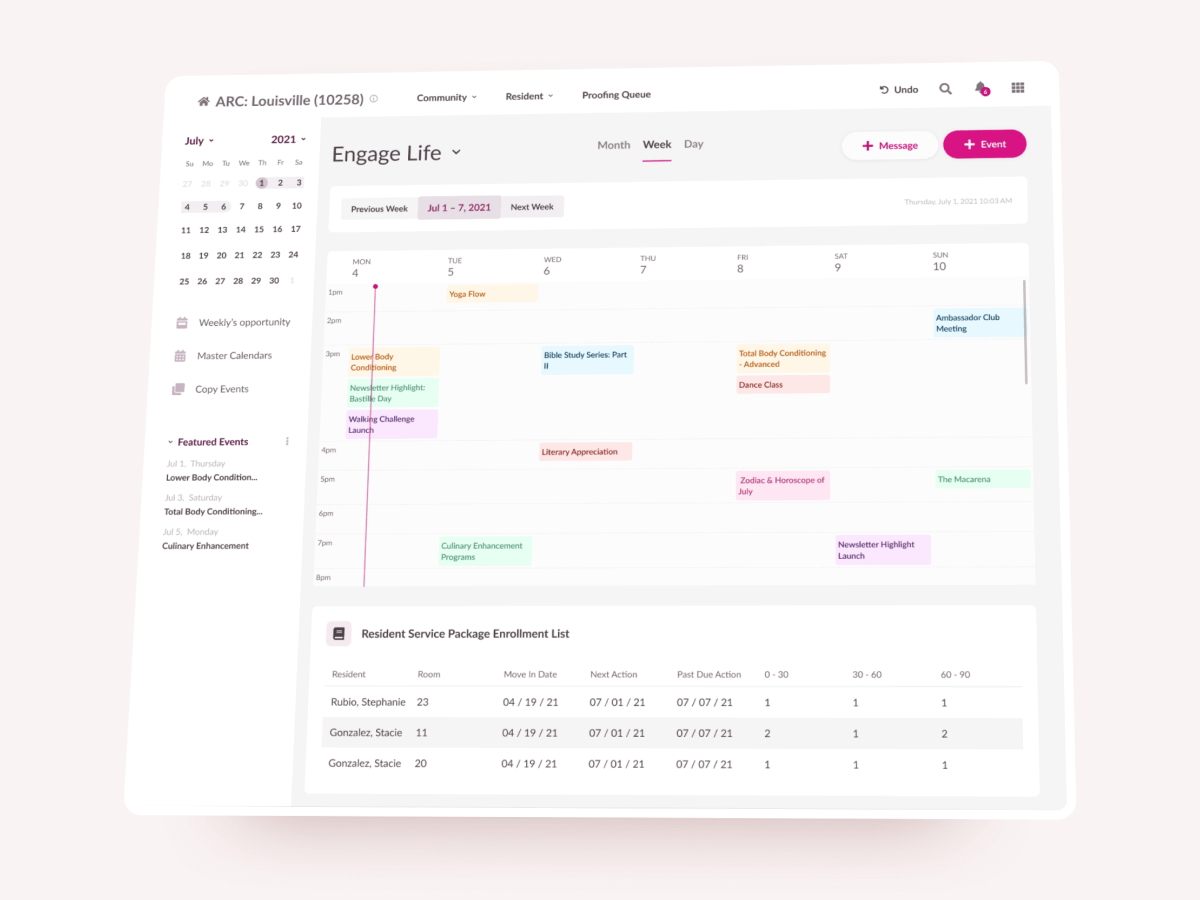 ARC: Louisville (10258)
Community
Resident
Proofing Queue
Undo
6
July
2021
Su Mo Tu We Th Fr Sa
27 28 29 30 1 2 3
4 5 6 7 8 9 10
11 12 13 14 15 16 17
18 19 20 21 22 23 24
25 26 27 28 29 30 1
Weekly's opportunity
Master Calendars
Copy Events
Featured Events
Jul 1, Thursday
Lower Body Condition...
Jul 3, Saturday
Total Body Conditioning...
Jul 5, Monday
Culinary Enhancement
Engage Life
Month Week Day
Message
Event
Previous Week
Jul 1 – 7, 2021
Next Week
Thursday, July 1, 2021 10:03 AM
MON TUE WED THU FRI SAT SUN
4 5 6 7 8 9 10
1pm
Yoga Flow
2pm
Ambassador Club
Meeting
3pm
Lower Body
Conditioning
Newsletter Highlight:
Bastille Day
Walking Challenge
Launch
Bible Study Series: Part
II
Total Body Conditioning
- Advanced
Dance Class
4pm
Literary Appreciation
5pm
Zodiac & Horoscope of
July
The Macarena
6pm
7pm
Culinary Enhancement
Programs
Newsletter Highlight
Launch
8pm
Resident Service Package Enrollment List
Resident Room Move In Date Next Action Past Due Action 0 - 30 30 - 60 60 - 90
Rubio, Stephanie 23 04 / 19 / 21 07 / 01 / 21 07 / 07 / 21 1 1 1
Gonzalez, Stacie 11 04 / 19 / 21 07 / 01 / 21 07 / 07 / 21 2 1 2
Gonzalez, Stacie 20 04 / 19 / 21 07 / 01 / 21 07 / 07 / 21 1 1 1